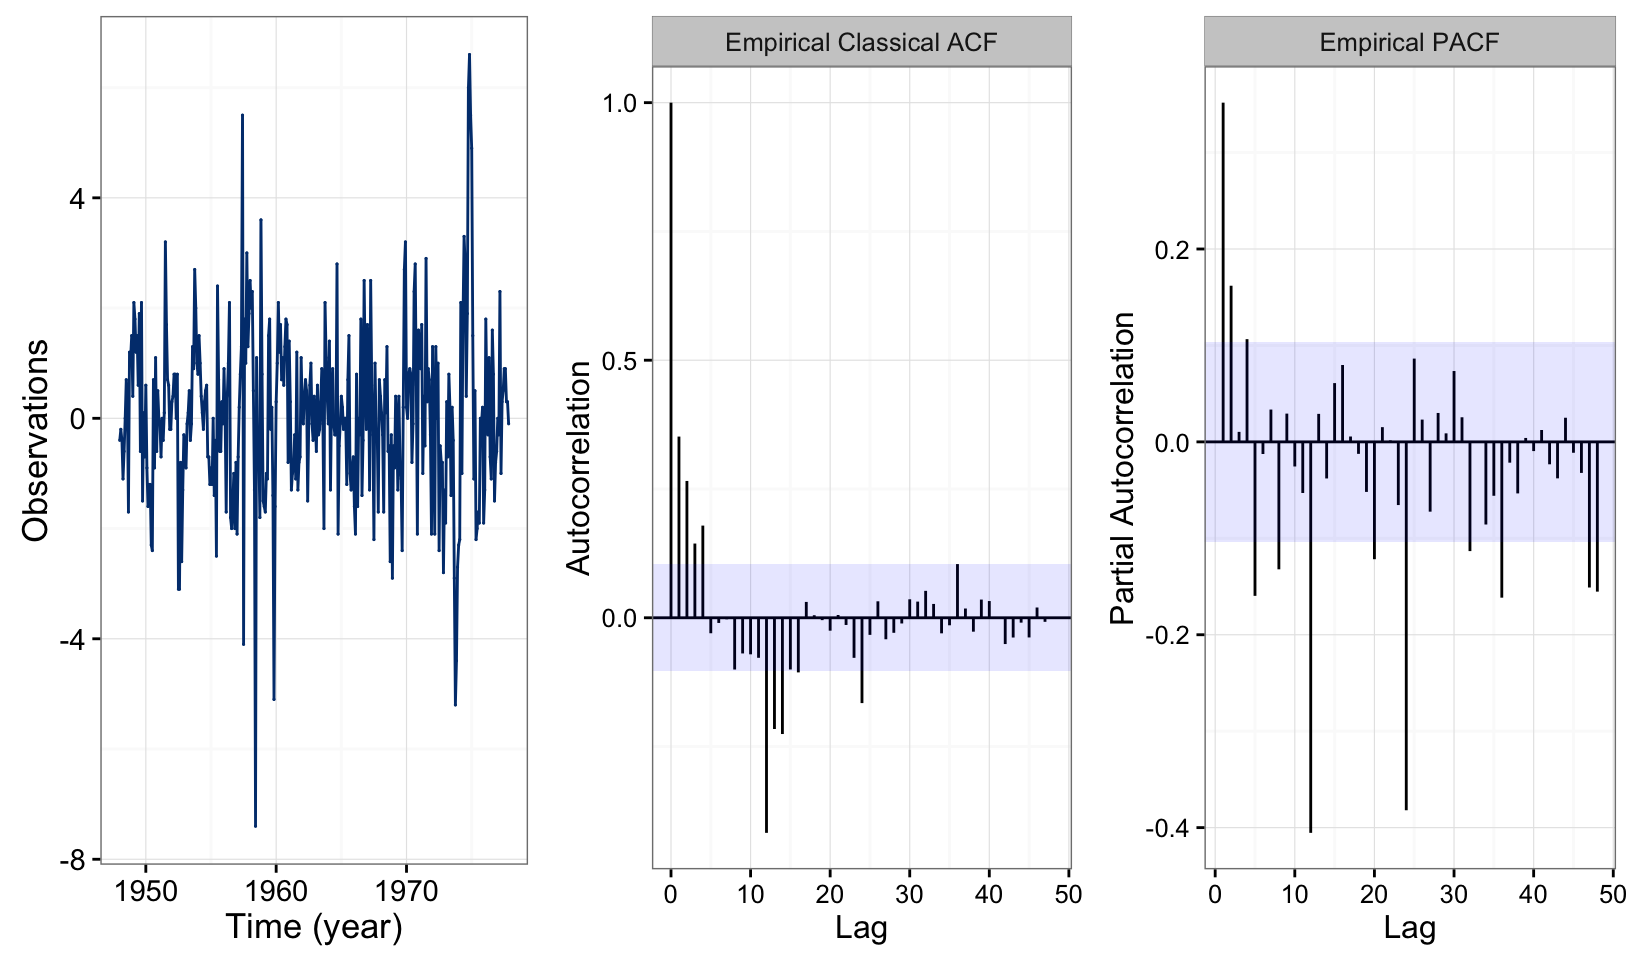 Observations
4
0
-4
-8
1950 1960 1970
Time (year)
Empirical Classical ACF
Autocorrelation
1.0
0.5
0.0
0 10 20 30 40 50
Lag
Empirical PACF
Partial Autocorrelation
0.2
0.0
-0.2
-0.4
0 10 20 30 40 50
Lag